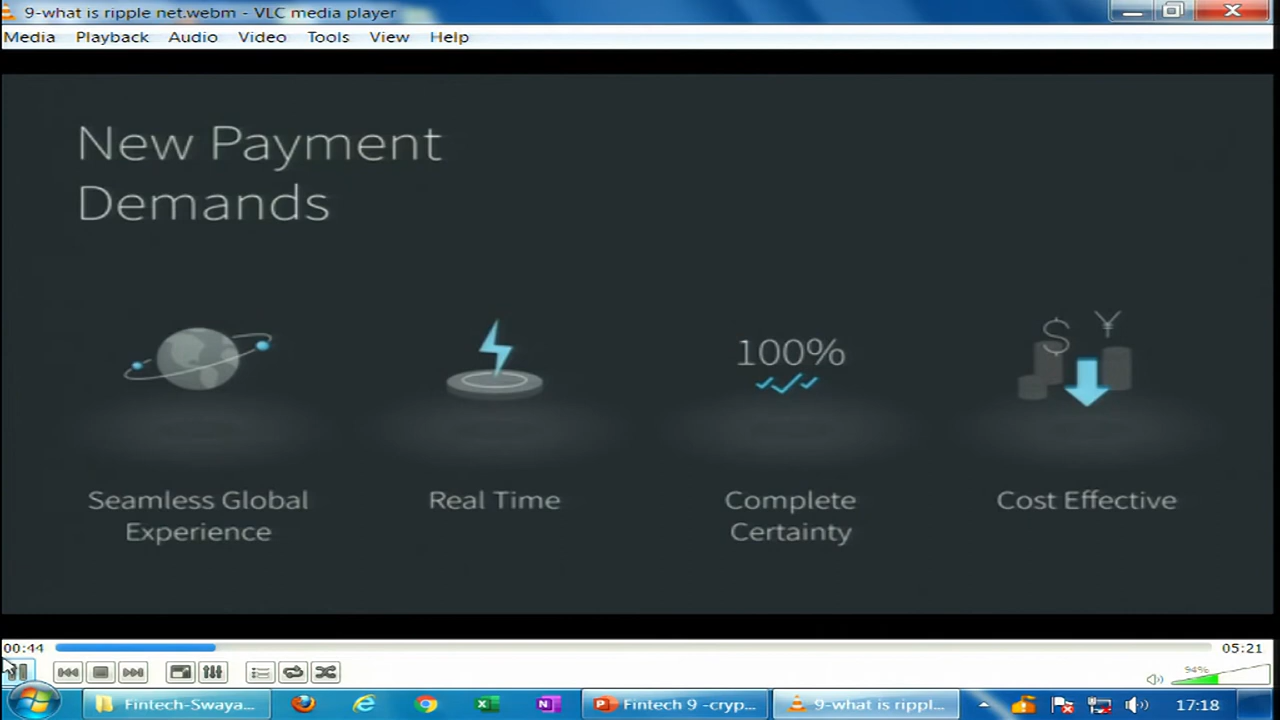 9-what is ripple net.webm - VLC media player
Media Playback Audio Video Tools View Help
New Payment
Demands
100%
$ ¥
Seamless Global
Experience
Real Time
Complete
Certainty
Cost Effective
00:44
05:21
94%
Fintech-Swaya...
Fintech 9 -cryp...
9-what is rippl...
17:18